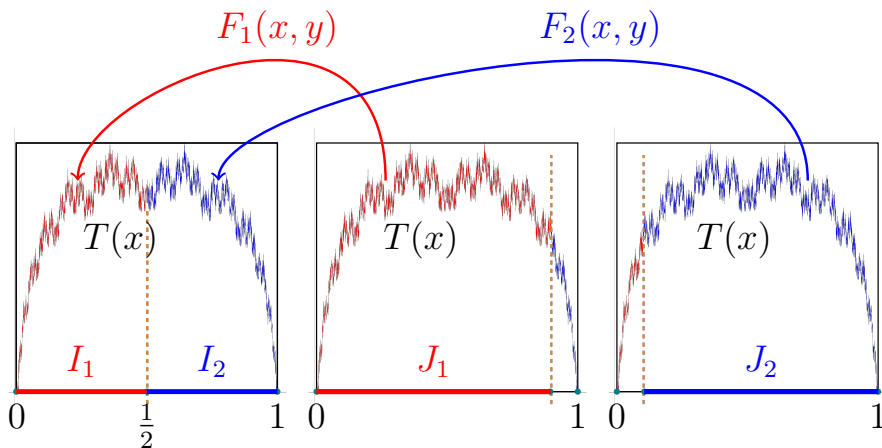 F₁(x, y) F₂(x, y)
T(x) T(x) T(x)
I₁ I₂ J₁ J₂
0 ½ 1 0 1 0 1